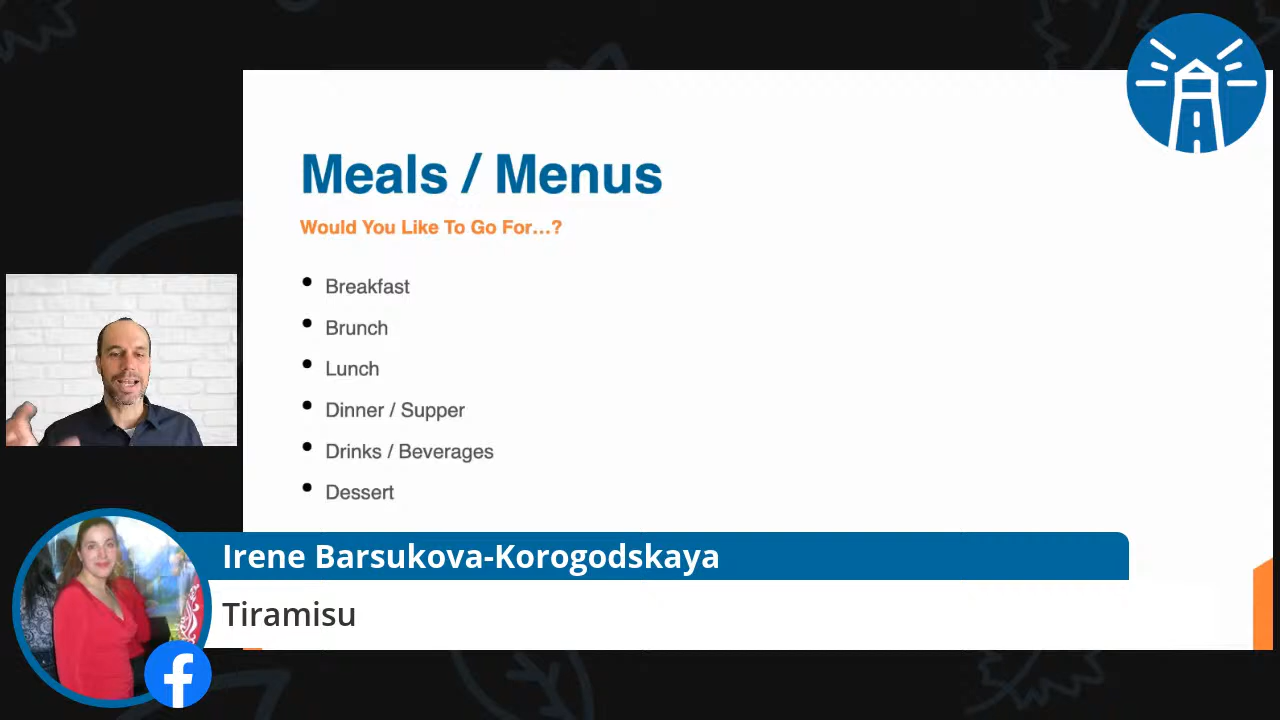 Meals / Menus
Would You Like To Go For...?
• Breakfast
• Brunch
• Lunch
• Dinner / Supper
• Drinks / Beverages
• Dessert
Irene Barsukova-Korogodskaya
Tiramisu